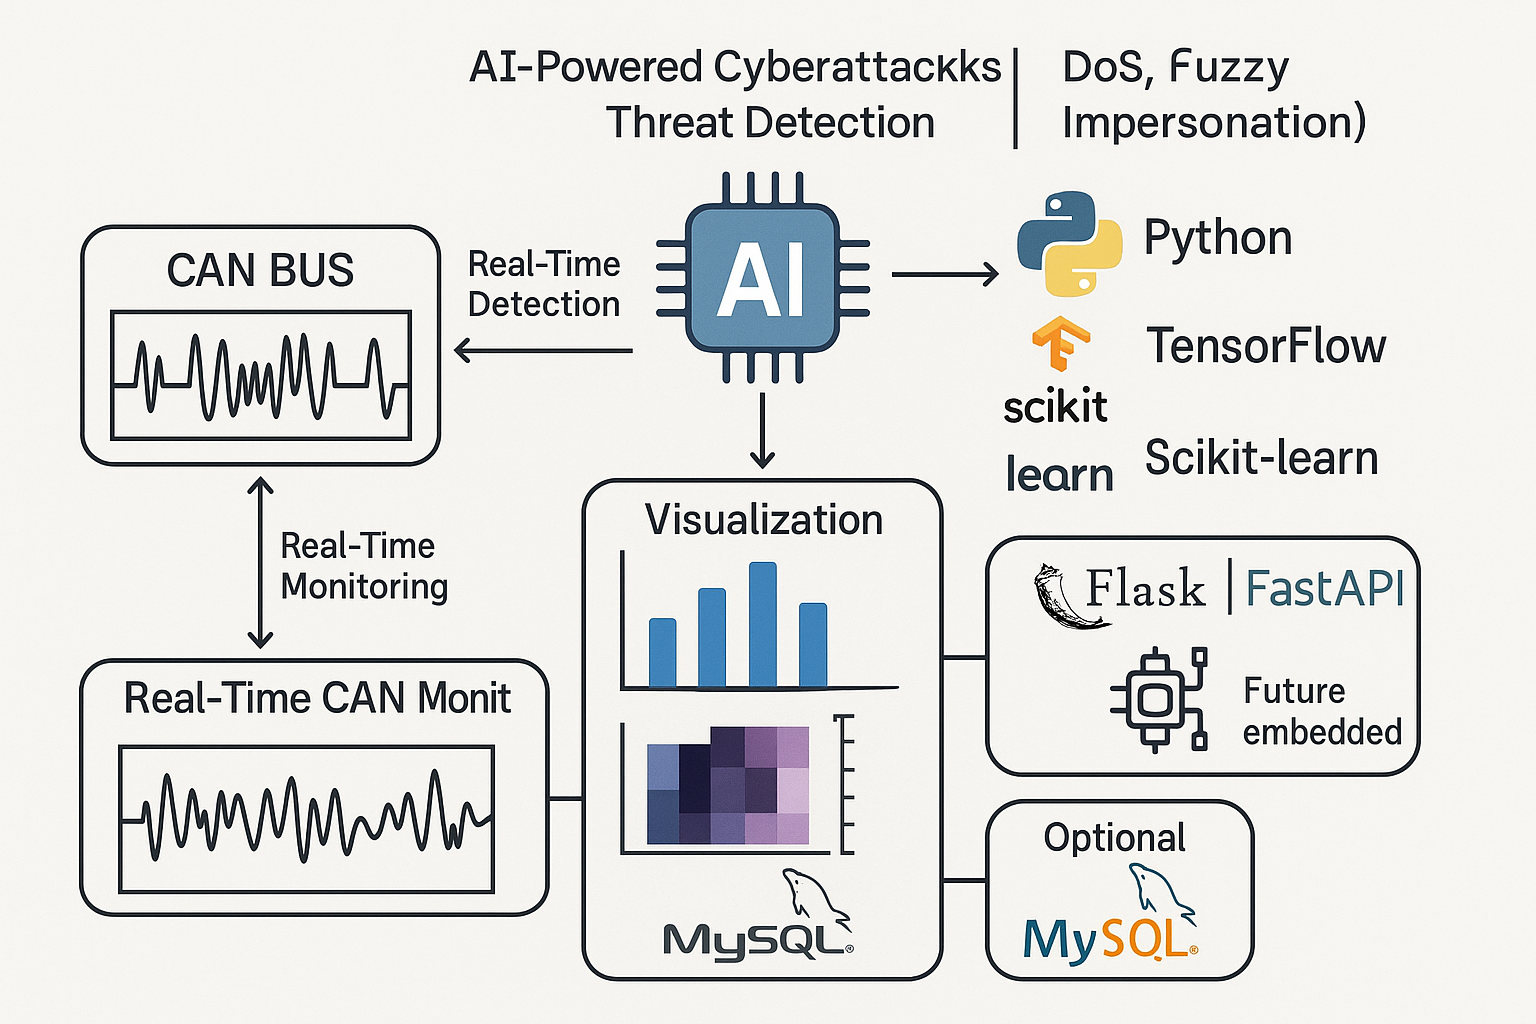 AI-Powered Cyberattackks
Threat Detection
DoS, Fuzzy
Impersonation)
AI
Python
TensorFlow
scikit
learn
Scikit-learn
CAN BUS
Real-Time
Detection
Real-Time
Monitoring
Real-Time CAN Monit
Visualization
MySQL®
Flask | FastAPI
Future
embedded
Optional
MySQL®